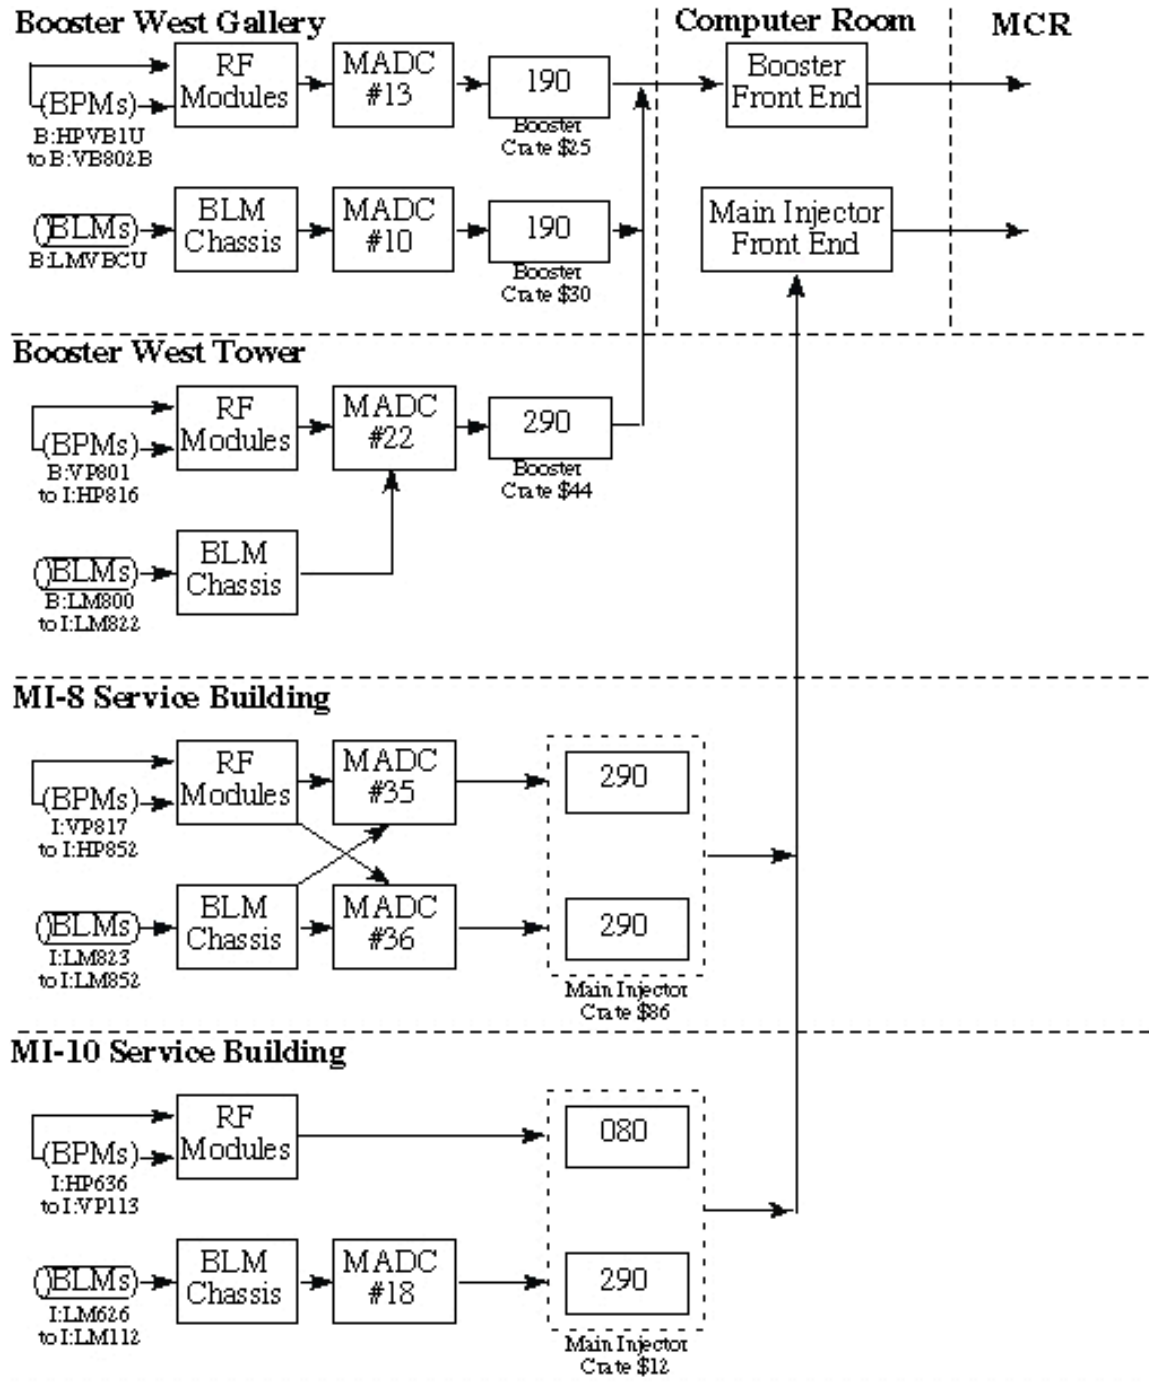 Booster West Gallery
Computer Room
MCR
RF
Modules
MADC
#13
190
Booster
Front End
(BPMs)
B:HPVB1U
to B:VB802B
Booster
Crate $25
BLM
Chassis
MADC
#10
190
Main Injector
Front End
()BLMs)
B:LMVBCU
Booster
Crate $30
Booster West Tower
RF
Modules
MADC
#22
290
(BPMs)
B:VP801
to I:HP816
Booster
Crate $44
BLM
Chassis
()BLMs)
B:LM800
to I:LM822
MI-8 Service Building
RF
Modules
MADC
#35
290
(BPMs)
I:VP817
to I:HP852
BLM
Chassis
MADC
#36
290
()BLMs)
I:LM823
to I:LM852
Main Injector
Crate $86
MI-10 Service Building
RF
Modules
080
(BPMs)
I:HP636
to I:VP113
BLM
Chassis
MADC
#18
290
()BLMs)
I:LM626
to I:LM112
Main Injector
Crate $12